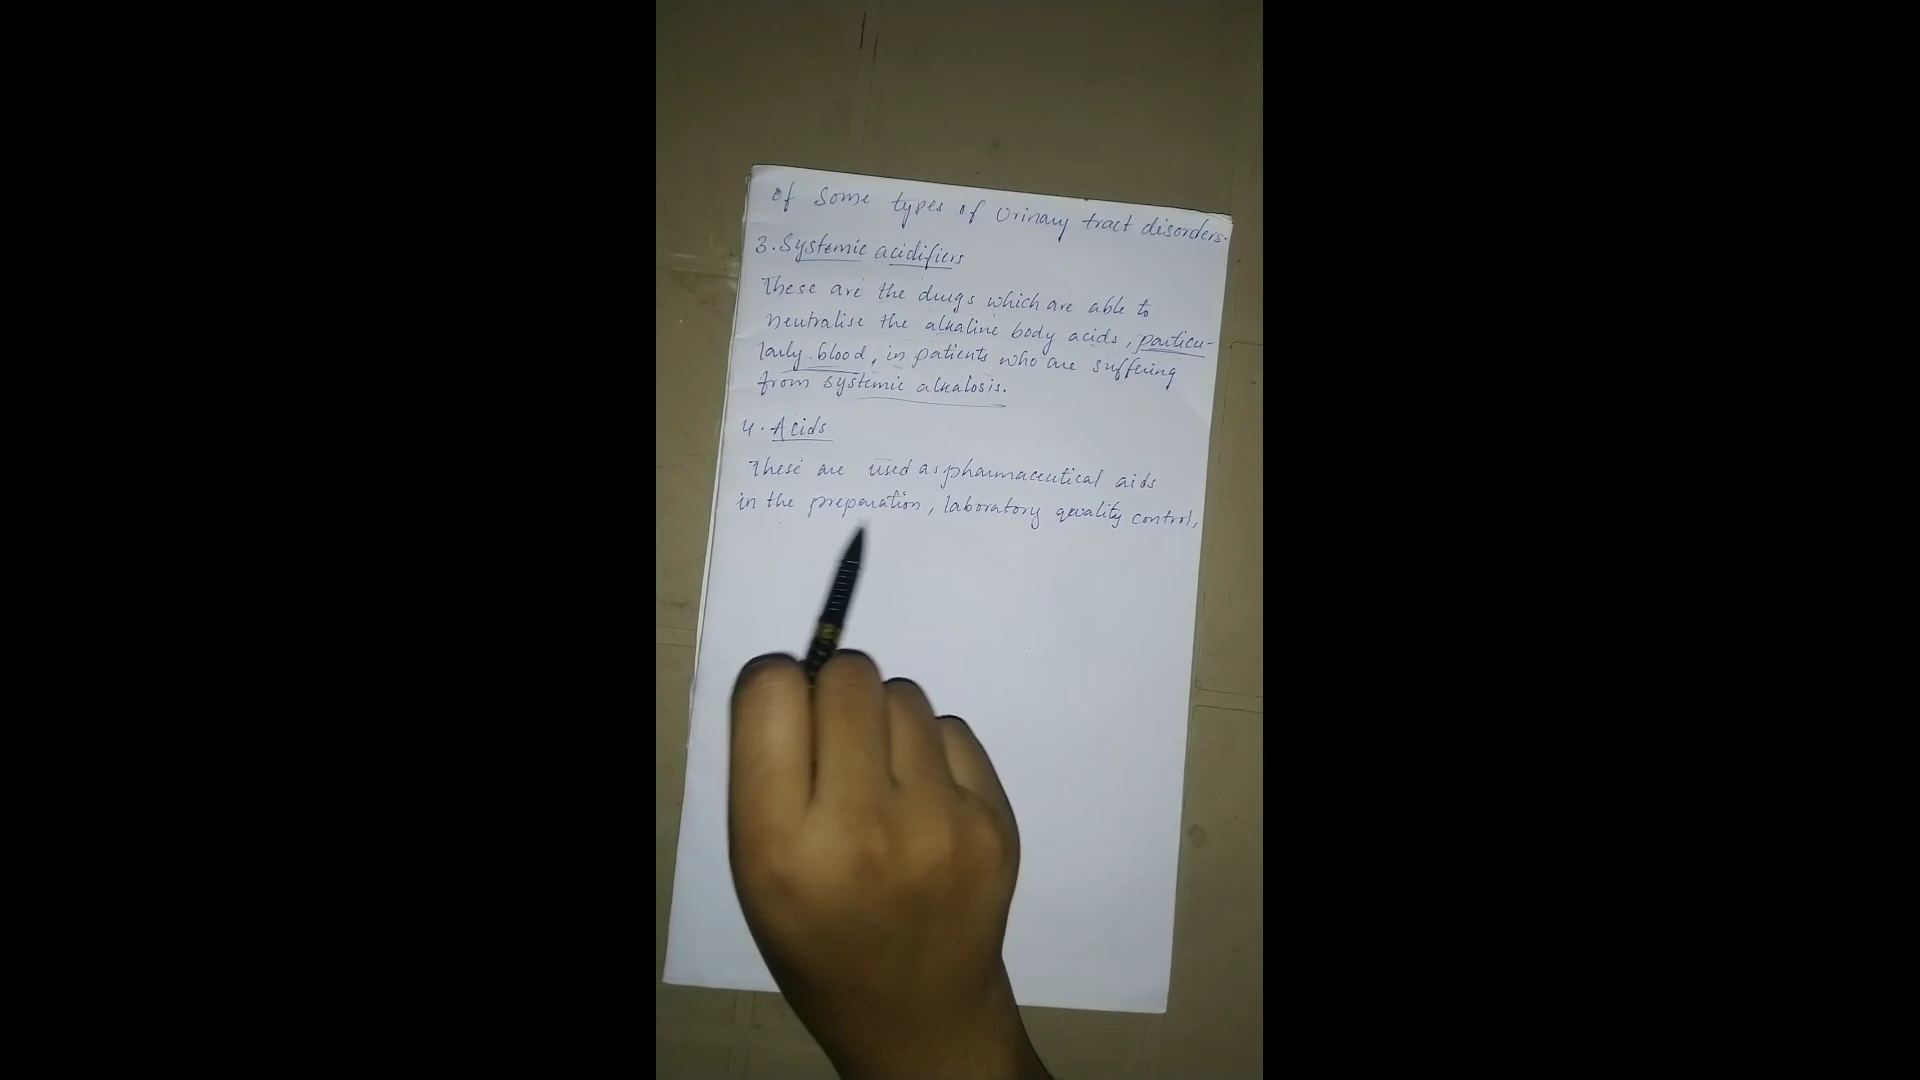 of Some types of Urinary tract disorders.
3. Systemic acidifiers
These are the drugs which are able to
neutralise the alkaline body acids, particu-
larly blood, in patients who are suffering
from systemic alkalosis.
4. Acids
These are used as pharmaceutical aids
in the preparation, laboratory quality control,